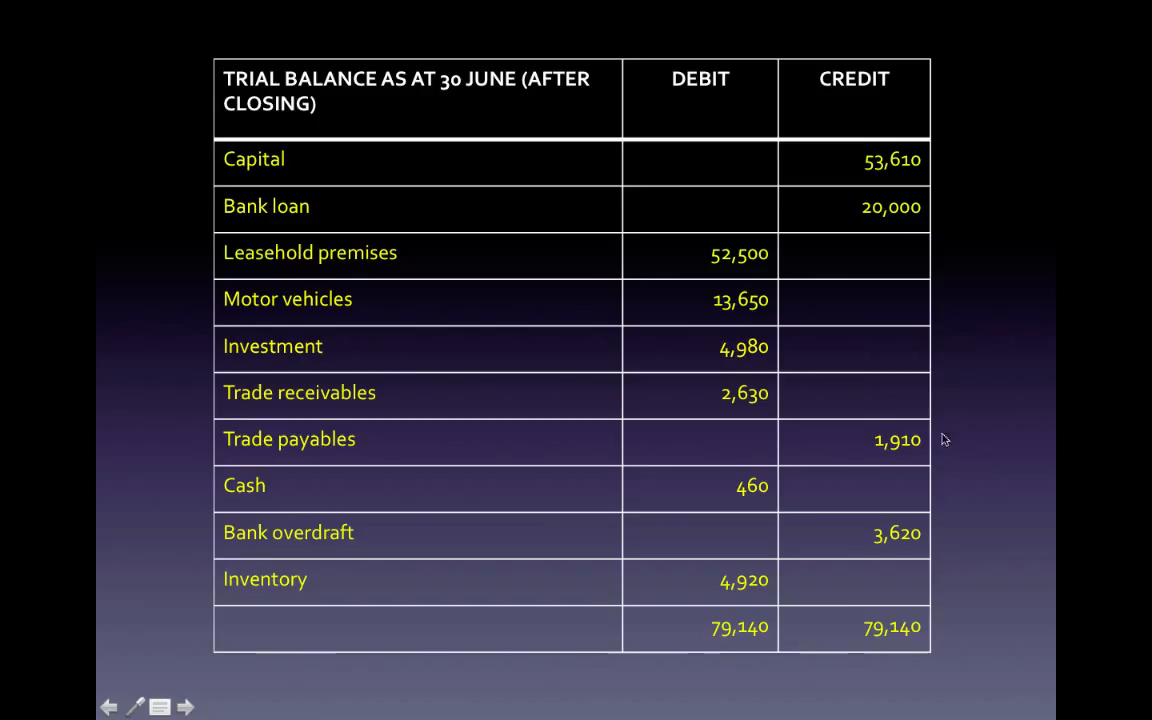 TRIAL BALANCE AS AT 30 JUNE (AFTER CLOSING) DEBIT CREDIT
Capital 53,610
Bank loan 20,000
Leasehold premises 52,500
Motor vehicles 13,650
Investment 4,980
Trade receivables 2,630
Trade payables 1,910
Cash 460
Bank overdraft 3,620
Inventory 4,920
79,140 79,140